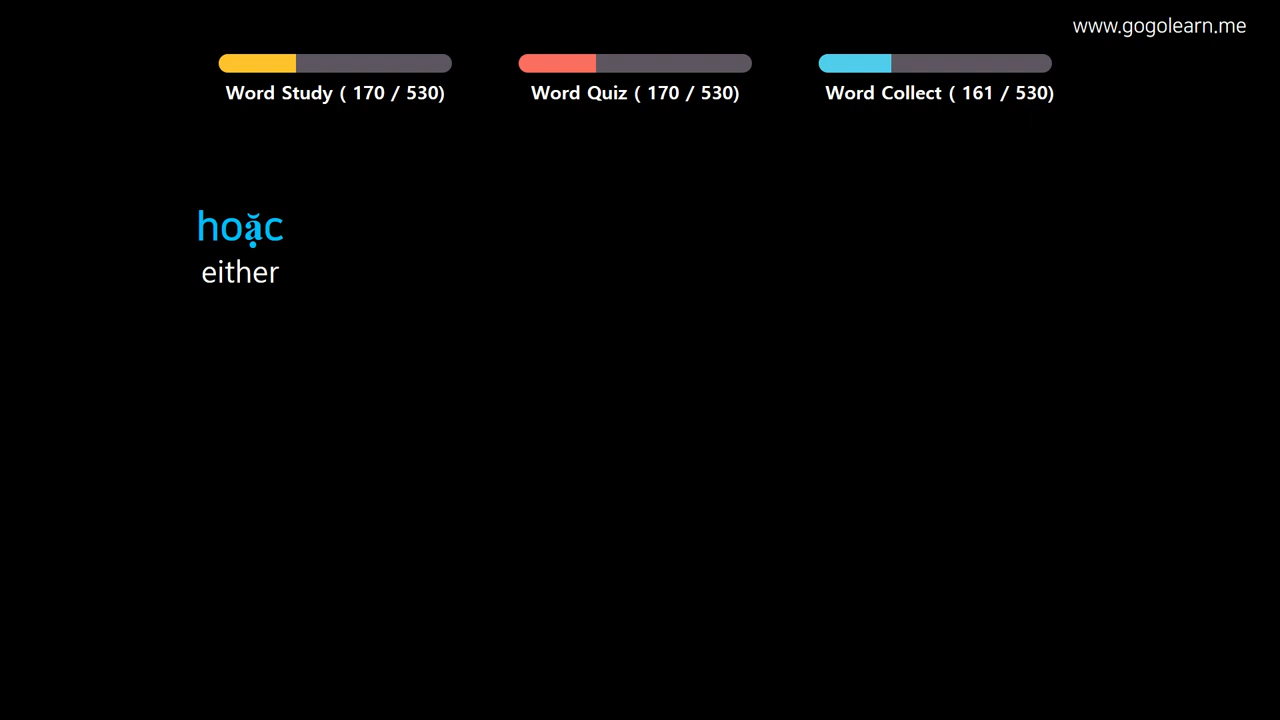 www.gogolearn.me
Word Study ( 170 / 530)
Word Quiz ( 170 / 530)
Word Collect ( 161 / 530)
hoặc
either